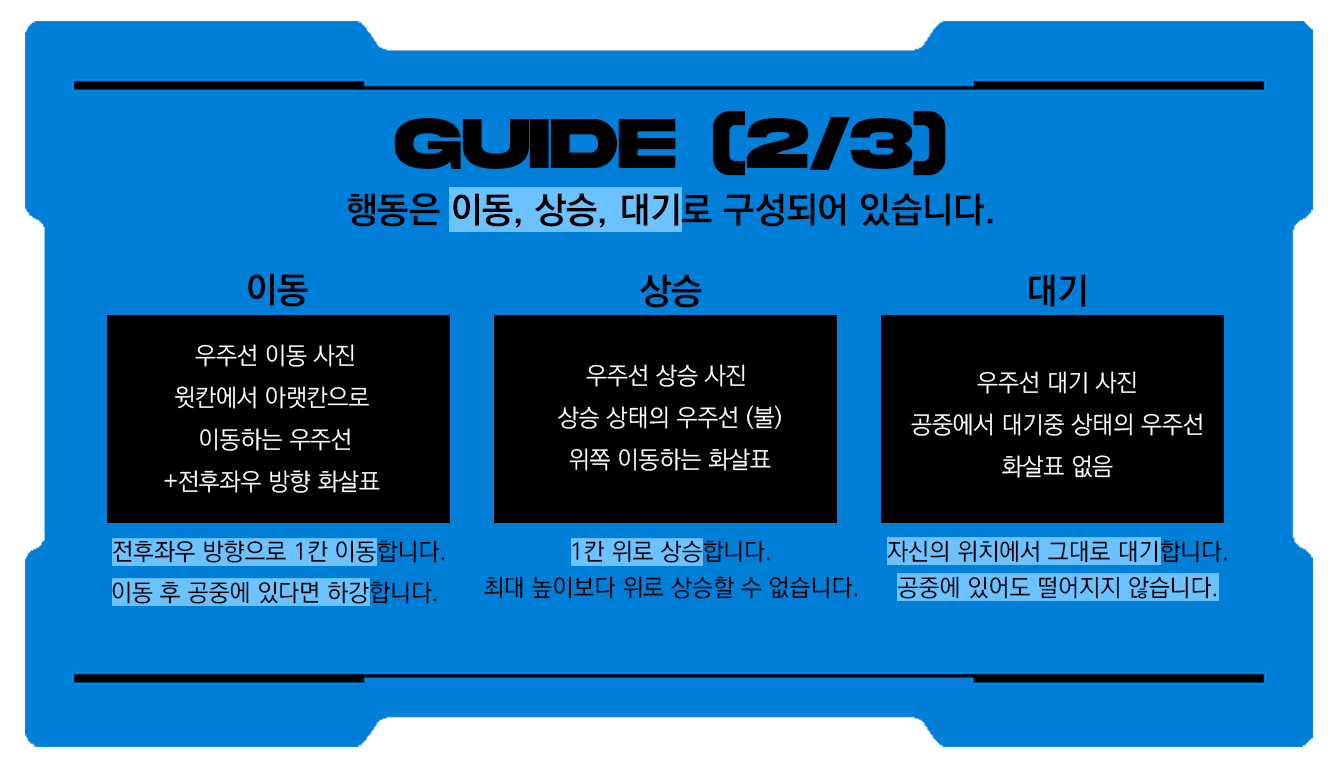 GUIDE (2/3)
행동은 이동, 상승, 대기로 구성되어 있습니다.
이동
우주선 이동 사진
윗칸에서 아랫칸으로
이동하는 우주선
+전후좌우 방향 화살표
전후좌우 방향으로 1칸 이동합니다.
이동 후 공중에 있다면 하강합니다.
상승
우주선 상승 사진
상승 상태의 우주선 (불)
위쪽 이동하는 화살표
1칸 위로 상승합니다.
최대 높이보다 위로 상승할 수 없습니다.
대기
우주선 대기 사진
공중에서 대기중 상태의 우주선
화살표 없음
자신의 위치에서 그대로 대기합니다.
공중에 있어도 떨어지지 않습니다.